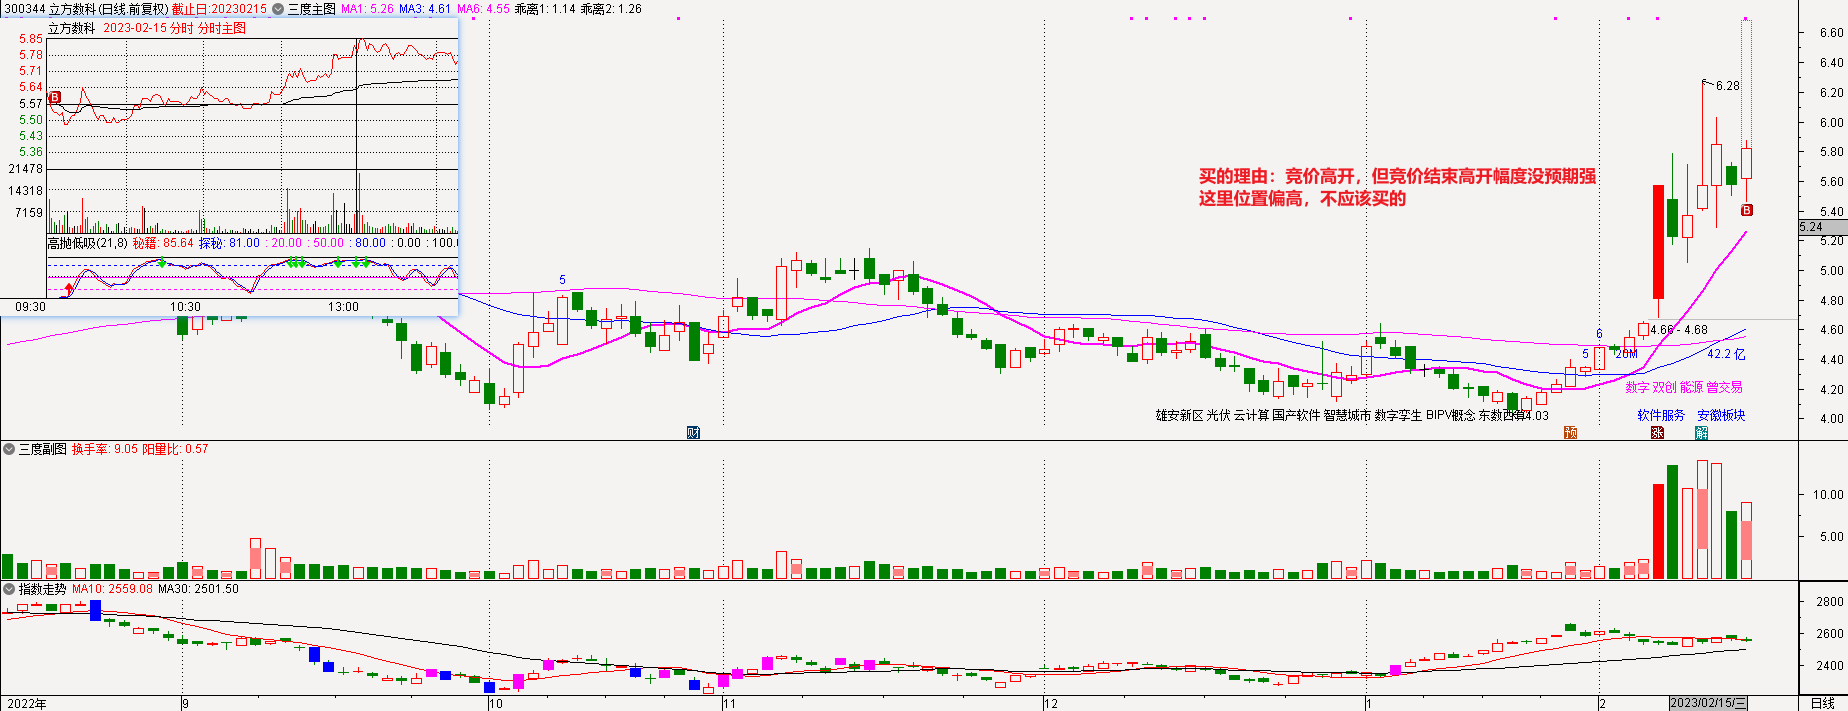 300344 立方数科(日线.前复权) 截止日:20230215 三度主图 MA1: 5.26 MA3: 4.61 MA6: 4.55 乖离1: 1.14 乖离2: 1.26
立方数科 2023-02-15 分时 分时主图
5.85
5.78
5.71
5.64
5.57
5.50
5.43
5.36
21478
14318
7159
B
高抛低吸(21,8) 秘籍: 85.64 探秘: 81.00 : 20.00 : 50.00 : 80.00 : 0.00 : 100.0
09:30 10:30 13:00
买的理由：竞价高开，但竞价结束高开幅度没预期强
这里位置偏高，不应该买的
6.28
B
5
6
4.66 - 4.68
5
20M
42.2 亿
数字 双创 能源 曾交易
雄安新区 光伏 云计算 国产软件 智慧城市 数字孪生 BIPV概念 东数西算
4.03
软件服务 安徽板块
财
预
涨
解
6.60
6.40
6.20
6.00
5.80
5.60
5.40
5.24
5.20
5.00
4.80
4.60
4.40
4.20
4.00
三度副图 换手率: 9.05 阳量比: 0.57
10.00
5.00
指数走势 MA10: 2559.08 MA30: 2501.50
2800
2600
2400
2022年 9 10 11 12 1 2 2023/02/15/三 日线